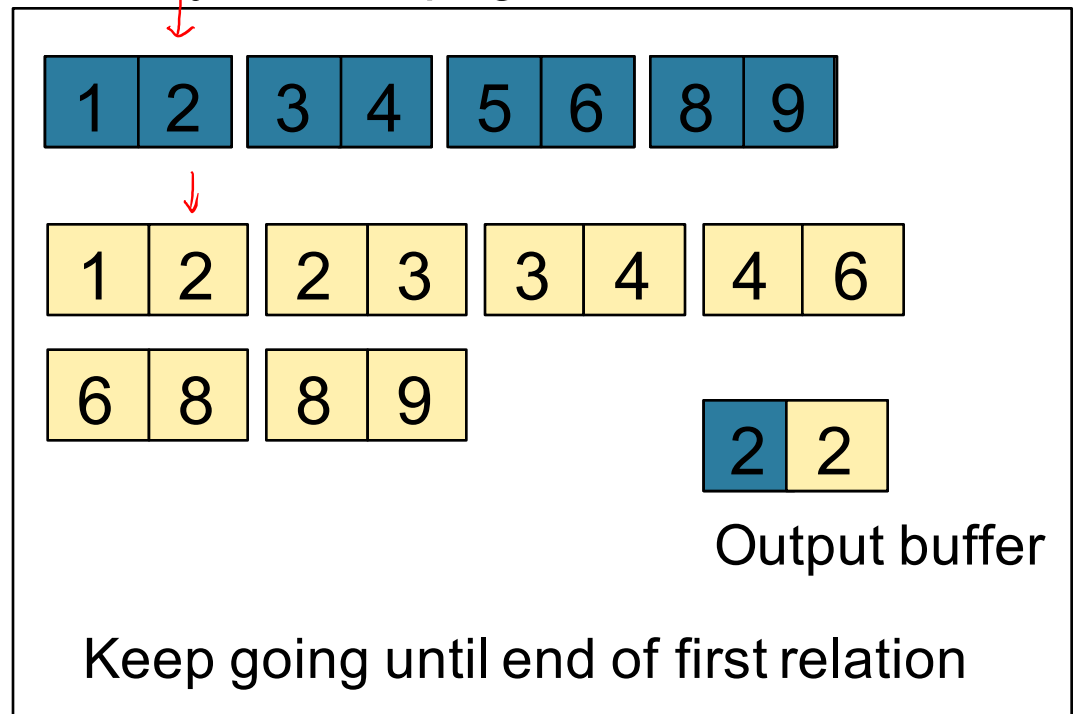 1 2 3 4 5 6 8 9
1 2 2 3 3 4 4 6
6 8 8 9
2 2
Output buffer
Keep going until end of first relation